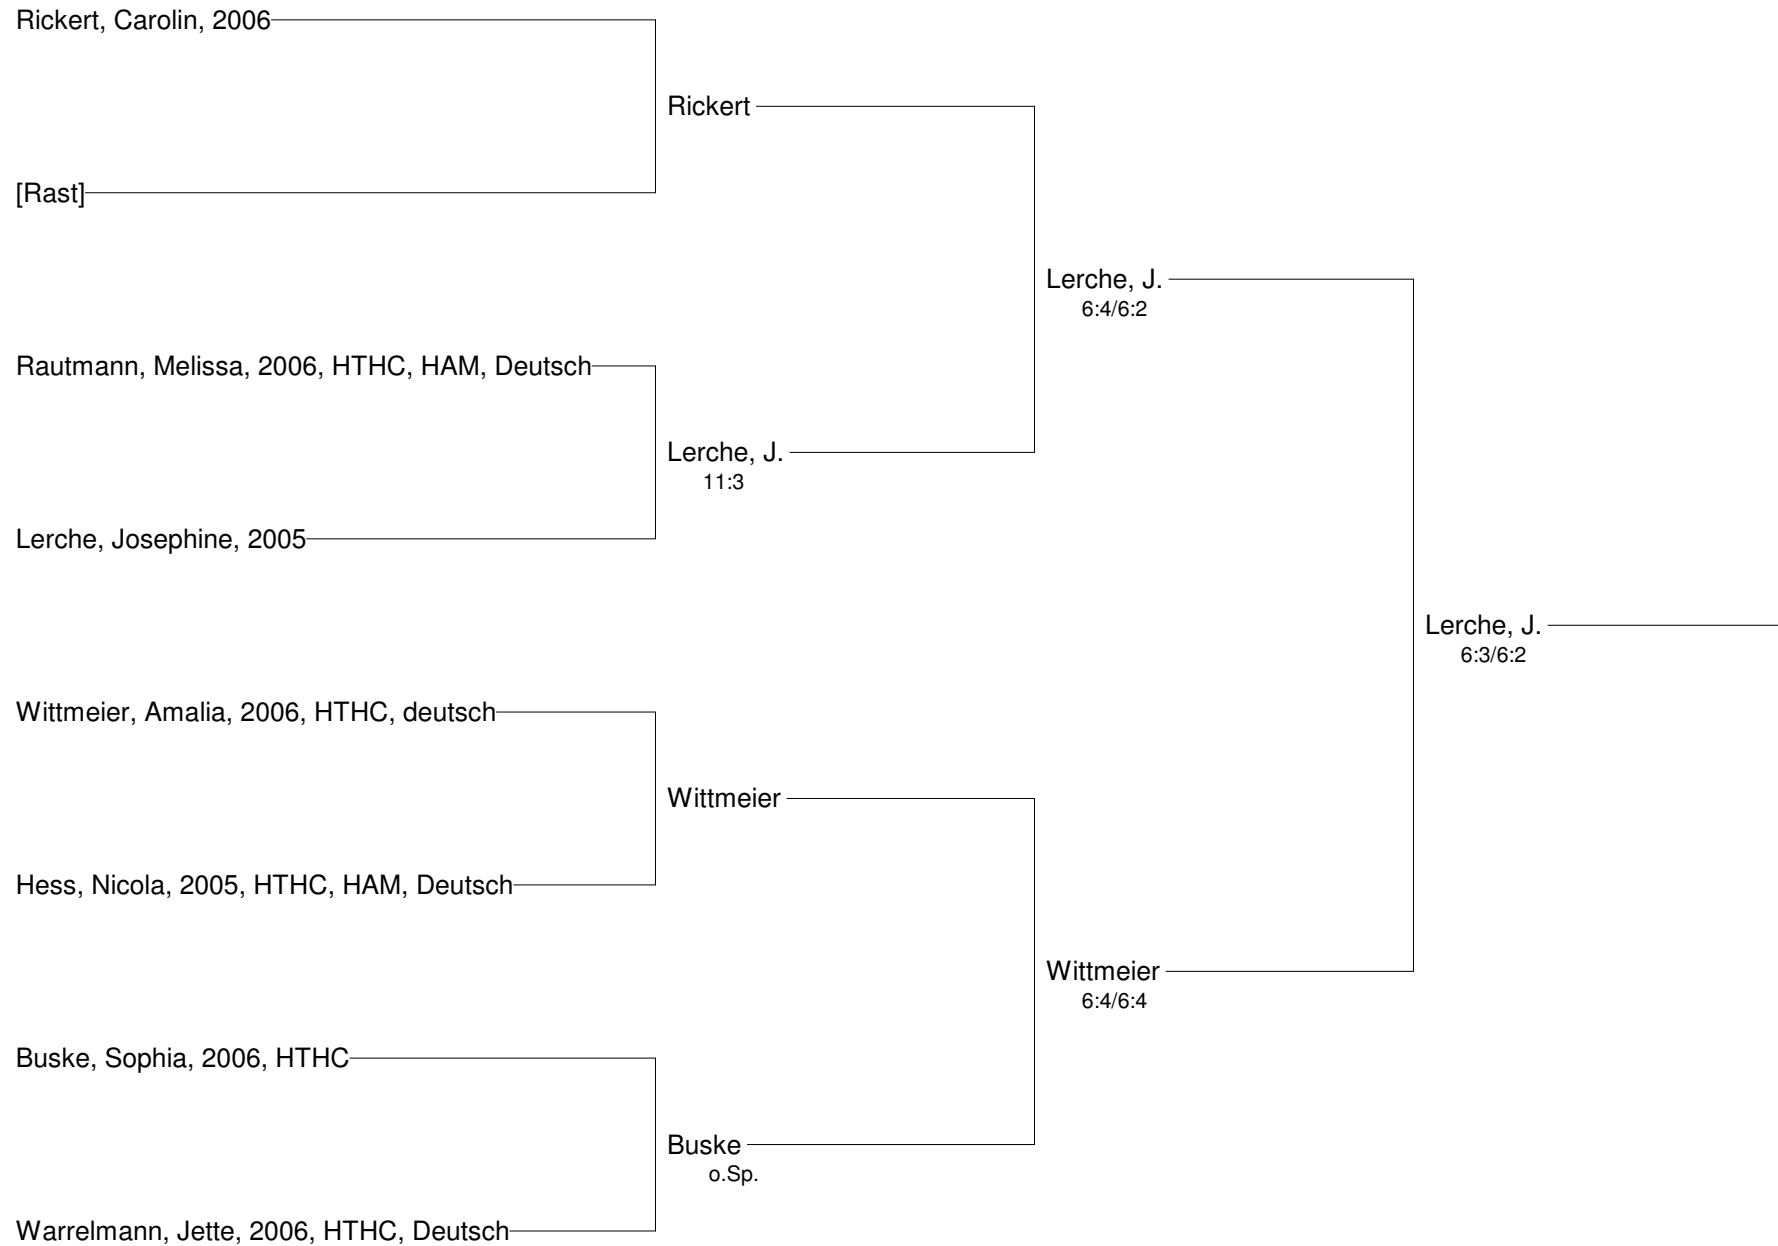 Rickert, Carolin, 2006
Rickert
[Rast]
Lerche, J.
6:4/6:2
Rautmann, Melissa, 2006, HTHC, HAM, Deutsch
Lerche, J.
11:3
Lerche, Josephine, 2005
Lerche, J.
6:3/6:2
Wittmeier, Amalia, 2006, HTHC, deutsch
Wittmeier
Hess, Nicola, 2005, HTHC, HAM, Deutsch
Wittmeier
6:4/6:4
Buske, Sophia, 2006, HTHC
Buske
o.Sp.
Warrelmann, Jette, 2006, HTHC, Deutsch